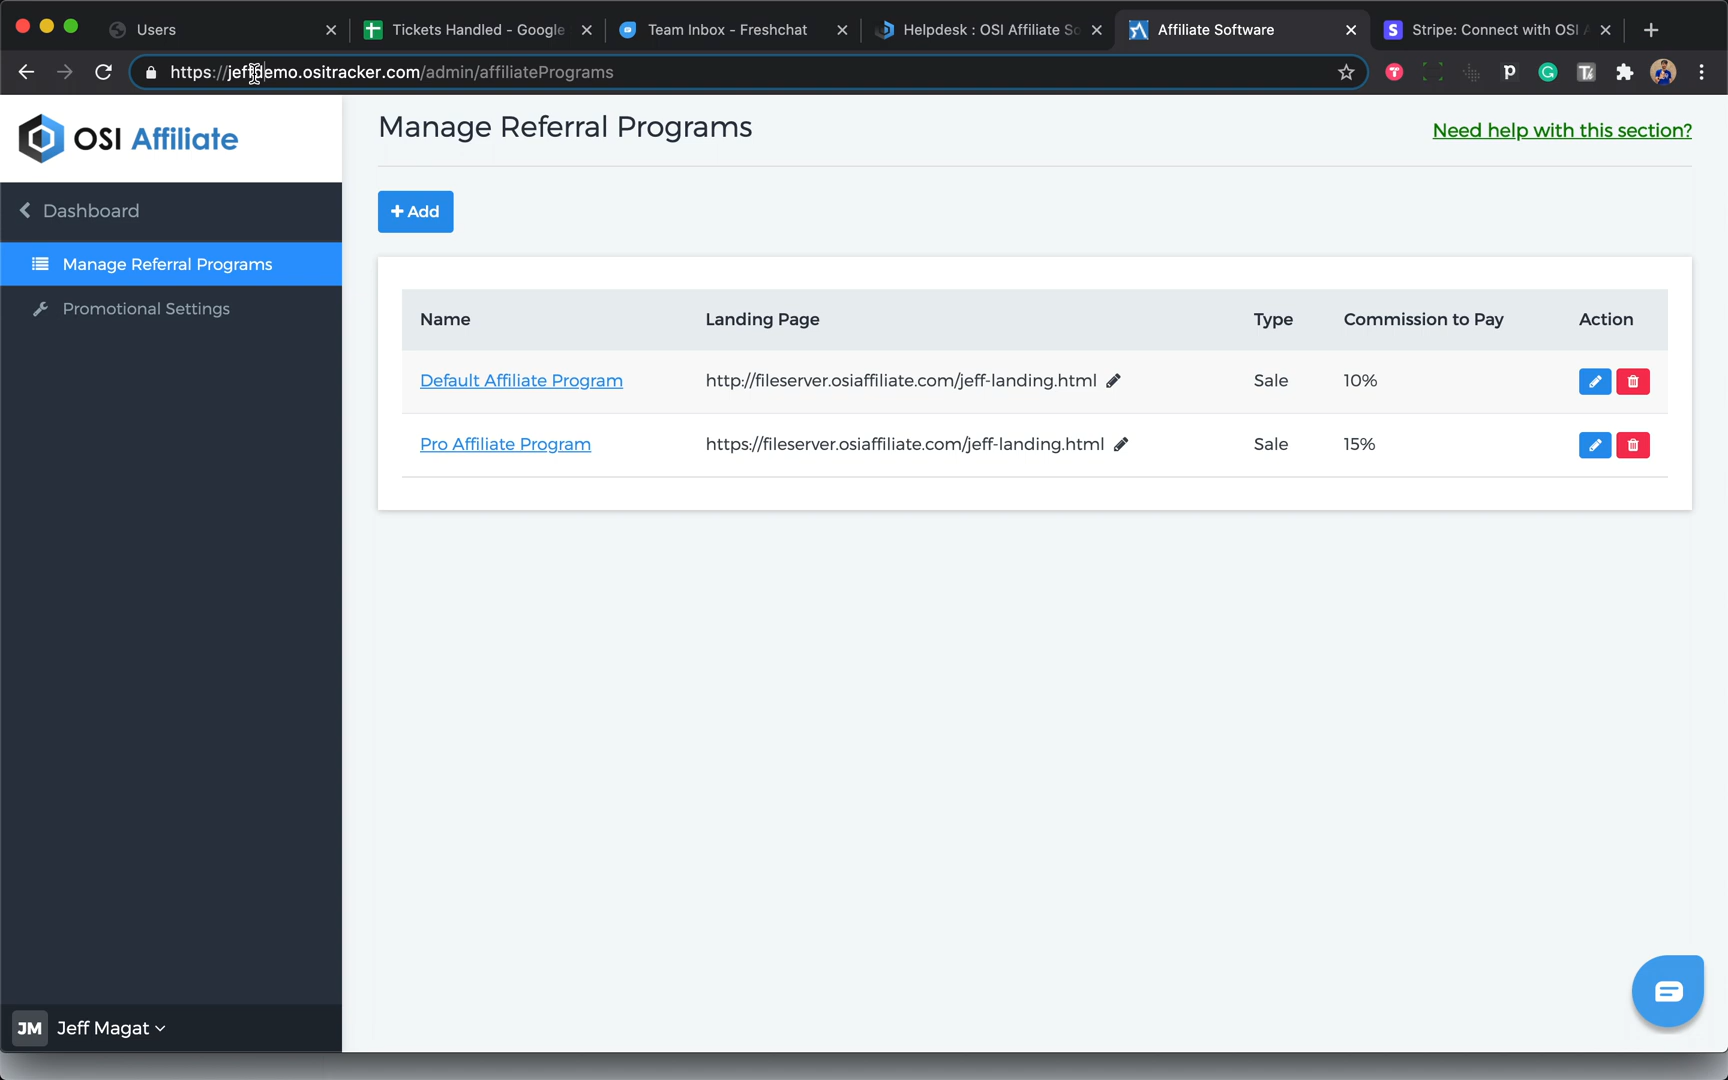 Users
Tickets Handled - Google
Team Inbox - Freshchat
Helpdesk : OSI Affiliate So
Affiliate Software
Stripe: Connect with OSI A
https://jeffdemo.ositracker.com/admin/affiliatePrograms
OSI Affiliate
Dashboard
Manage Referral Programs
Promotional Settings
Manage Referral Programs
Need help with this section?
+ Add
Name Landing Page Type Commission to Pay Action
Default Affiliate Program http://fileserver.osiaffiliate.com/jeff-landing.html Sale 10%
Pro Affiliate Program https://fileserver.osiaffiliate.com/jeff-landing.html Sale 15%
JM Jeff Magat